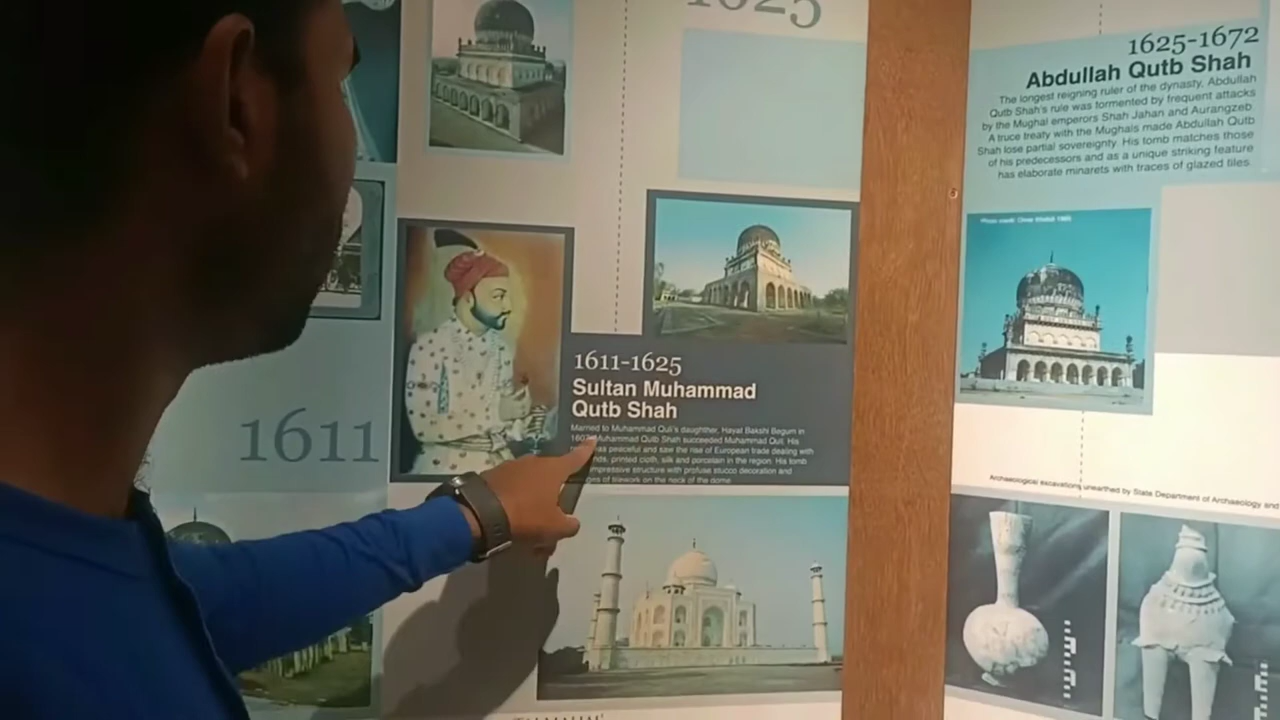 1625
1611
1611-1625
Sultan Muhammad
Qutb Shah
Married to Muhammad Quli's daughther, Hayat Bakshi Begum in
Muhammad Qutb Shah succeeded Muhammad Quli. His
was peaceful and saw the rise of European trade dealing with
printed cloth, silk and porcelain in the region. His tomb
impressive structure with profuse stucco decoration and
of tilework on the neck of the dome.
1625-1672
Abdullah Qutb Shah
The longest reigning ruler of the dynasty, Abdullah
Qutb Shah's rule was tormented by frequent attacks
by the Mughal emperors Shah Jahan and Aurangzeb.
A truce treaty with the Mughals made Abdullah Qutb
Shah lose partial sovereignty. His tomb matches those
of his predecessors and as a unique striking feature
has elaborate minarets with traces of glazed tiles.
Archaeological excavations unearthed by State Department of Archaeology and